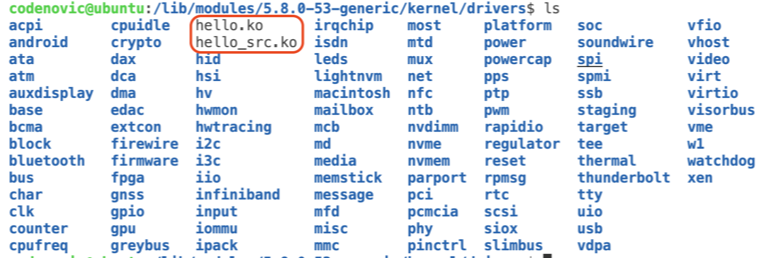 codenovic@ubuntu:/lib/modules/5.8.0-53-generic/kernel/drivers$ ls
acpi cpuidle hello.ko irqchip most platform soc vfio
android crypto hello_src.ko isdn mtd power soundwire vhost
ata dax hid leds mux powercap spi video
atm dca hsi lightnvm net pps spmi virt
auxdisplay dma hv macintosh nfc ptp ssb virtio
base edac hwmon mailbox ntb pwm staging visorbus
bcma extcon hwtracing mcb nvdimm rapidio target vme
block firewire i2c md nvme regulator tee w1
bluetooth firmware i3c media nvmem reset thermal watchdog
bus fpga iio memstick parport rpmsg thunderbolt xen
char gnss infiniband message pci rtc tty
clk gpio input mfd pcmcia scsi uio
counter gpu iommu misc phy siox usb
cpufreq greybus ipack mmc pinctrl slimbus vdpa